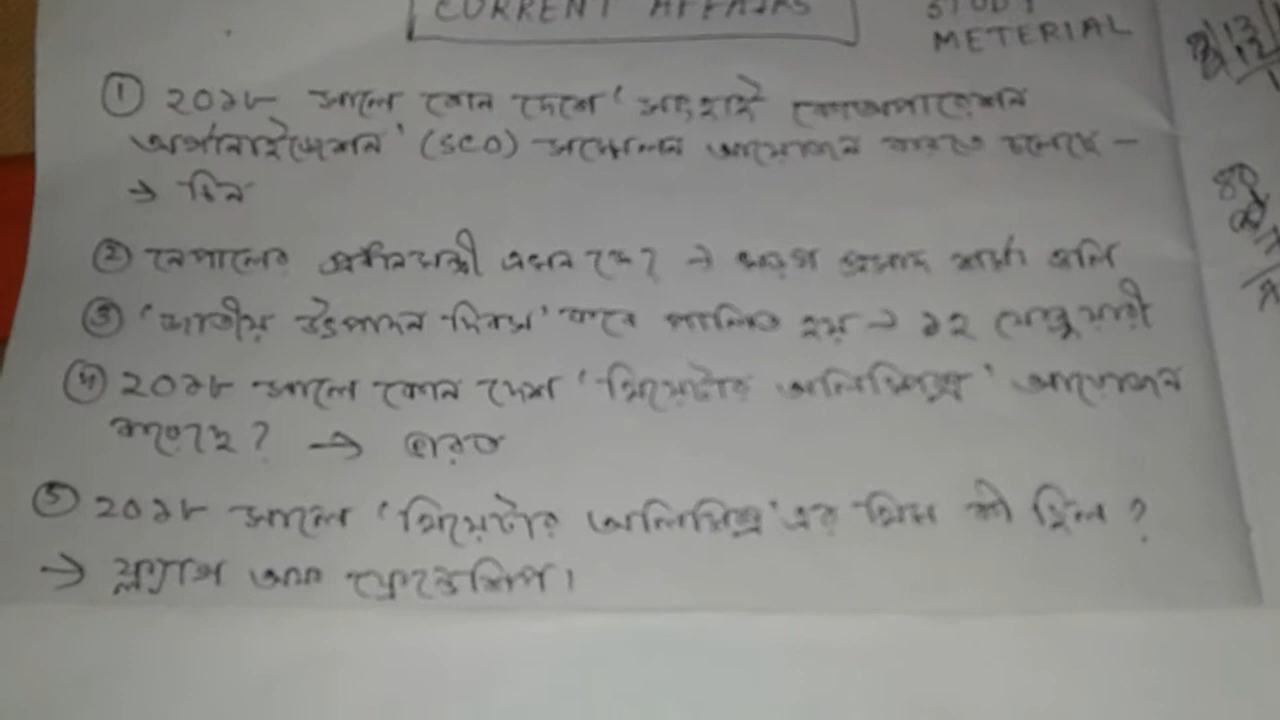 CURRENT AFFAIRS
STUDY
METERIAL
① ২০১৮ সালে কোন দেশে 'সাংহাই কোঅপারেশন
অর্গানাইজেশন' (SCO) সম্মেলন আয়োজন করতে চলেছে –
→ চিন
② নেপালের প্রধানমন্ত্রী এখন কে? → খড়্গ প্রসাদ শর্মা ওলি
③ 'জাতীয় উৎপাদন দিবস' কবে পালিত হয় → ১২ ফেব্রুয়ারী
④ ২০১৮ সালে কোন দেশ 'থিয়েটার অলিম্পিক্স' আয়োজন
করেছে? → ভারত
⑤ ২০১৮ সালে 'থিয়েটার অলিম্পিক্স' এর থিম কী ছিল?
→ ফ্ল্যাগ অফ ফ্রেন্ডশিপ।